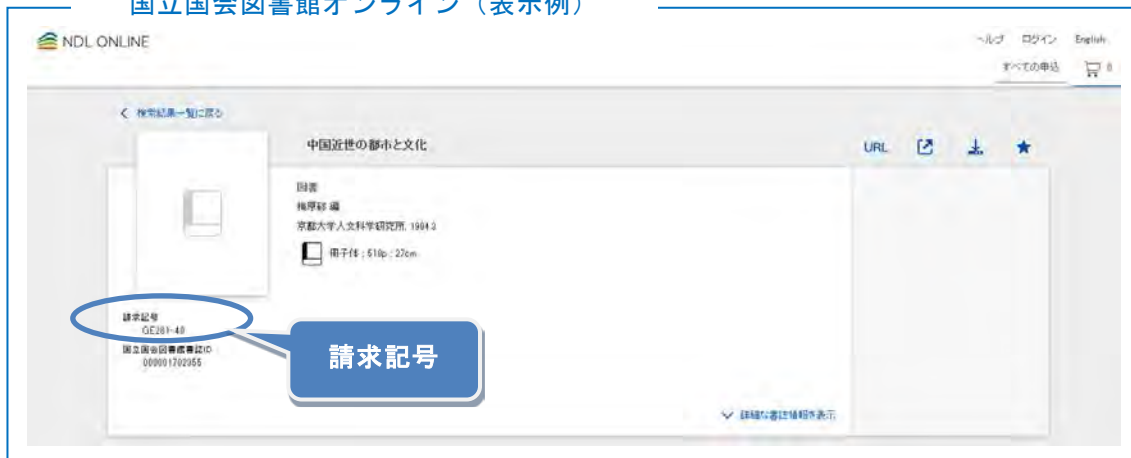 国立国会図書館オンライン（表示例）
NDL ONLINE
ヘルプ ログイン English
すべての申込 0
検索結果一覧に戻る
中国近世の都市と文化
URL
図書
梅原郁 編
京都大学人文科学研究所, 1984.3
冊子体 ; 518p ; 27cm
請求記号
GE281-40
国立国会図書館書誌ID
000001702955
請求記号
詳細な書誌情報を表示